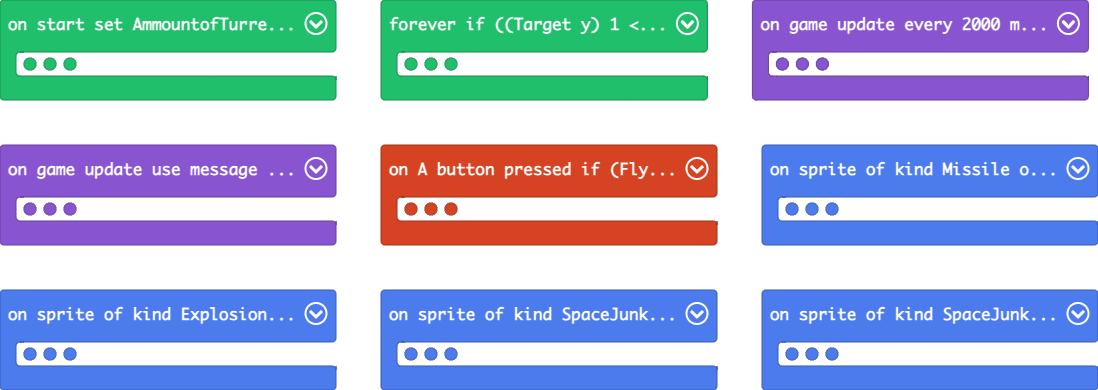 on start set AmmountofTurre...
forever if ((Target y) 1 <...
on game update every 2000 m...
on game update use message ...
on A button pressed if (Fly...
on sprite of kind Missile o...
on sprite of kind Explosion...
on sprite of kind SpaceJunk...
on sprite of kind SpaceJunk...